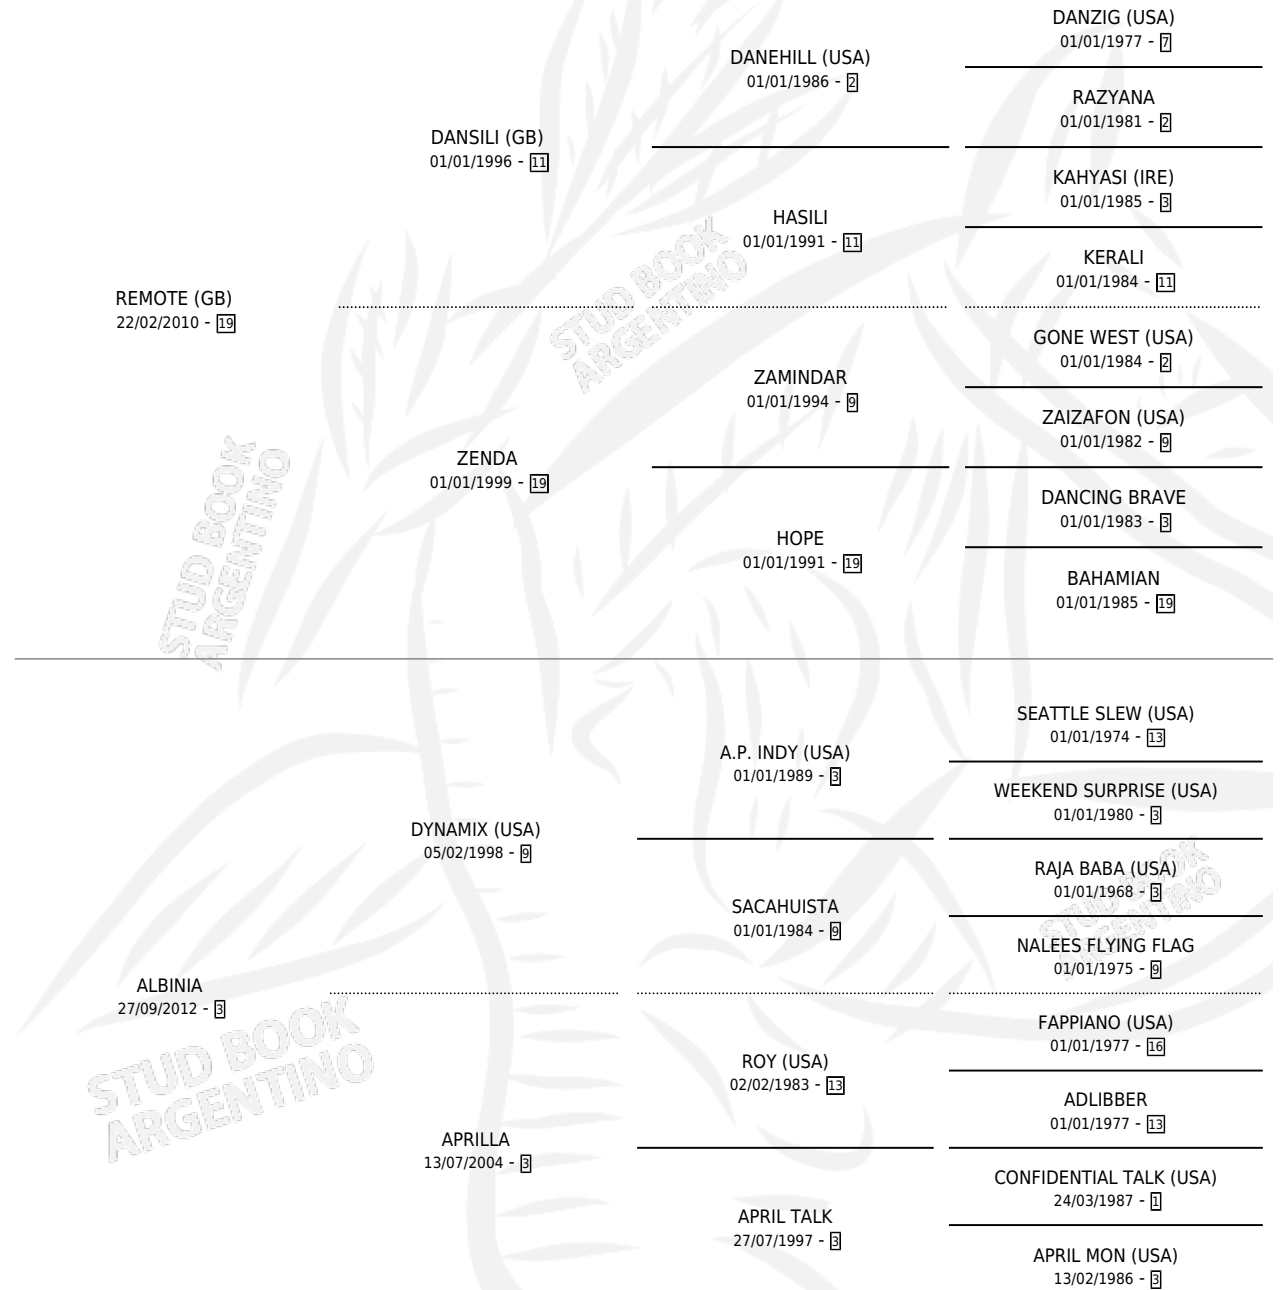 DANZIG (USA)
01/01/1977 - 7
DANEHILL (USA)
01/01/1986 - 2
RAZYANA
01/01/1981 - 2
DANSILI (GB)
01/01/1996 - 11
KAHYASI (IRE)
01/01/1985 - 3
HASILI
01/01/1991 - 11
KERALI
01/01/1984 - 11
REMOTE (GB)
22/02/2010 - 19
GONE WEST (USA)
01/01/1984 - 2
ZAMINDAR
01/01/1994 - 9
ZAIZAFON (USA)
01/01/1982 - 9
ZENDA
01/01/1999 - 19
DANCING BRAVE
01/01/1983 - 3
HOPE
01/01/1991 - 19
BAHAMIAN
01/01/1985 - 19
SEATTLE SLEW (USA)
01/01/1974 - 13
A.P. INDY (USA)
01/01/1989 - 3
WEEKEND SURPRISE (USA)
01/01/1980 - 3
DYNAMIX (USA)
05/02/1998 - 9
RAJA BABA (USA)
01/01/1968 - 3
SACAHUISTA
01/01/1984 - 9
NALEES FLYING FLAG
01/01/1975 - 9
ALBINIA
27/09/2012 - 3
FAPPIANO (USA)
01/01/1977 - 16
ROY (USA)
02/02/1983 - 13
ADLIBBER
01/01/1977 - 13
APRILLA
13/07/2004 - 3
CONFIDENTIAL TALK (USA)
24/03/1987 - 1
APRIL TALK
27/07/1997 - 3
APRIL MON (USA)
13/02/1986 - 3
STUD BOOK
ARGENTINO
STUD BOOK
ARGENTINO
STUD BOOK
ARGENTINO
STUD BOOK
ARGENTINO